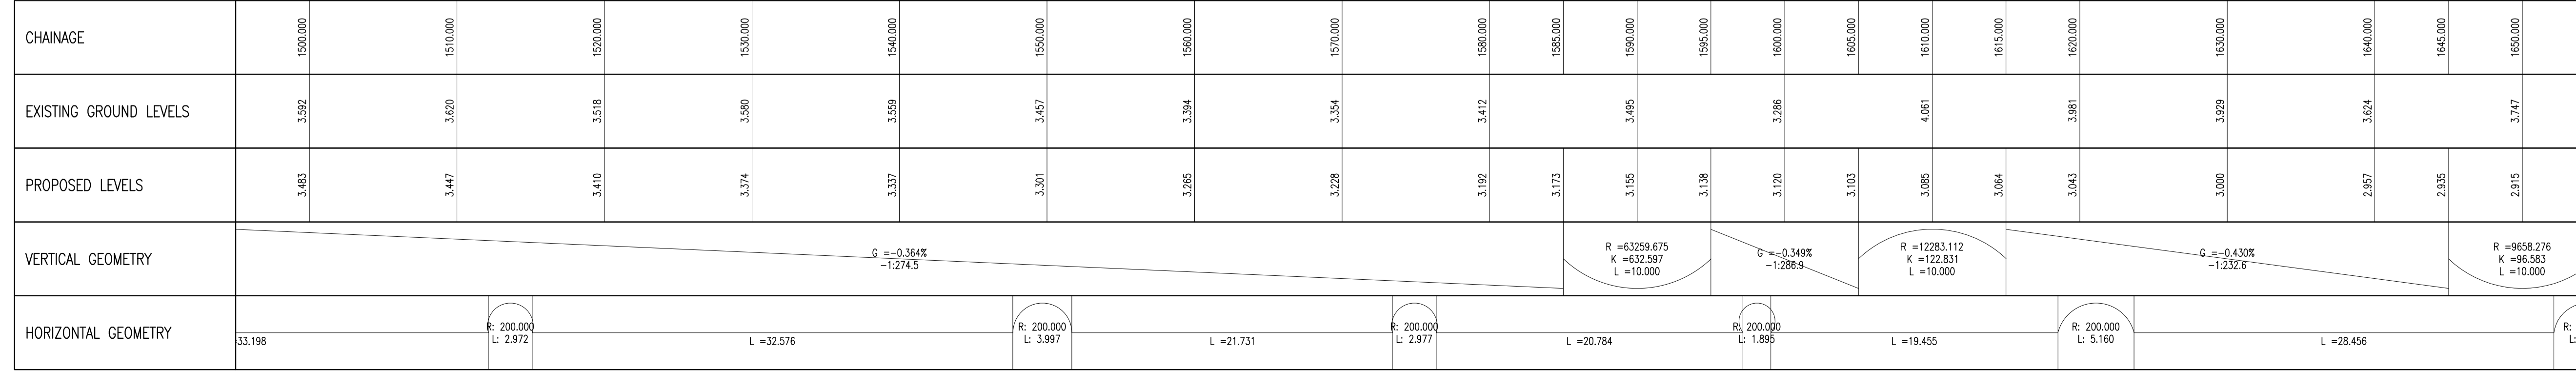 CHAINAGE
1500.000 1510.000 1520.000 1530.000 1540.000 1550.000 1560.000 1570.000 1580.000 1585.000 1590.000 1595.000 1600.000 1605.000 1610.000 1615.000 1620.000 1630.000 1640.000 1645.000 1650.000
EXISTING GROUND LEVELS
3.592 3.620 3.518 3.580 3.559 3.457 3.394 3.354 3.412 3.495 3.286 4.061 3.981 3.929 3.624 3.747
PROPOSED LEVELS
3.483 3.447 3.410 3.374 3.337 3.301 3.265 3.228 3.192 3.173 3.155 3.138 3.120 3.103 3.085 3.064 3.043 3.000 2.957 2.935 2.915
VERTICAL GEOMETRY
G =-0.364%
-1:274.5
R =63259.675
K =632.597
L =10.000
G =-0.349%
-1:286.9
R =12283.112
K =122.831
L =10.000
G =-0.430%
-1:232.6
R =9658.276
K =96.583
L =10.000
HORIZONTAL GEOMETRY
33.198
R: 200.000
L: 2.972
L =32.576
R: 200.000
L: 3.997
L =21.731
R: 200.000
L: 2.977
L =20.784
R: 200.000
L: 1.895
L =19.455
R: 200.000
L: 5.160
L =28.456
R:
L: